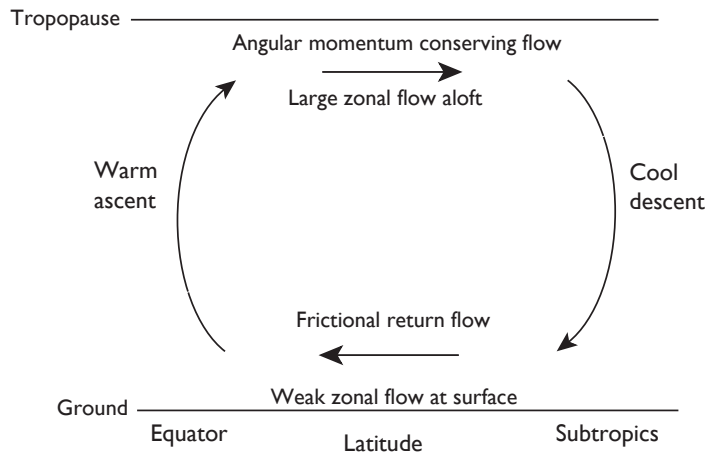 Tropopause
Angular momentum conserving flow
Large zonal flow aloft
Warm
ascent
Cool
descent
Frictional return flow
Weak zonal flow at surface
Ground
Equator
Latitude
Subtropics